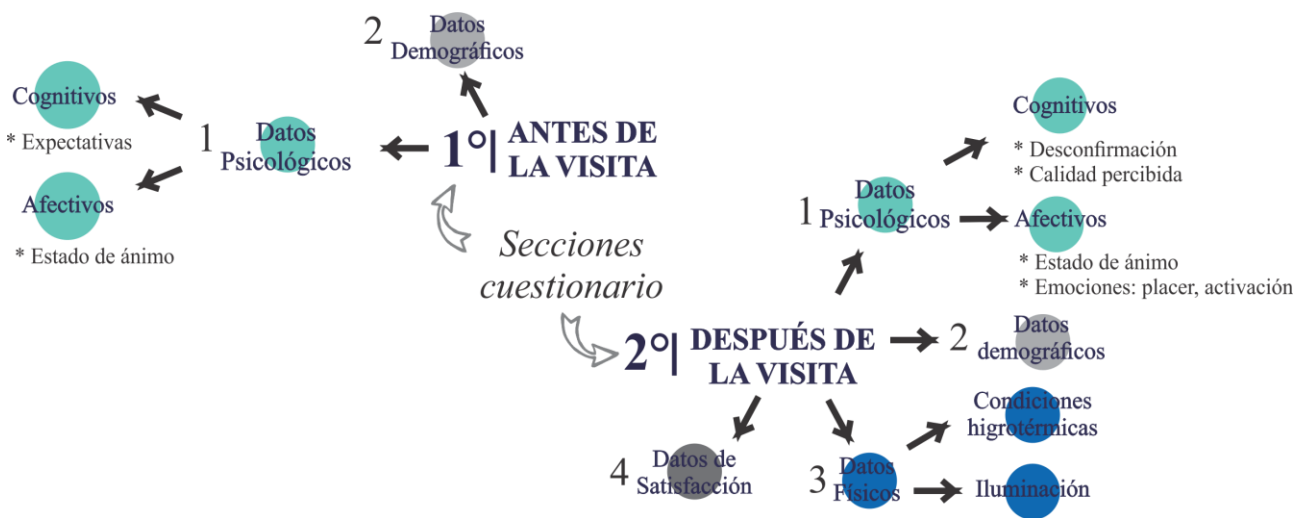 Secciones
cuestionario
1°| ANTES DE
LA VISITA
1 Datos
Psicológicos
Cognitivos
* Expectativas
Afectivos
* Estado de ánimo
2 Datos
Demográficos
2°| DESPUÉS DE
LA VISITA
1 Datos
Psicológicos
Cognitivos
* Desconfirmación
* Calidad percibida
Afectivos
* Estado de ánimo
* Emociones: placer, activación
2 Datos
demográficos
3 Datos
Físicos
Condiciones
higrotérmicas
Iluminación
4 Datos de
Satisfacción